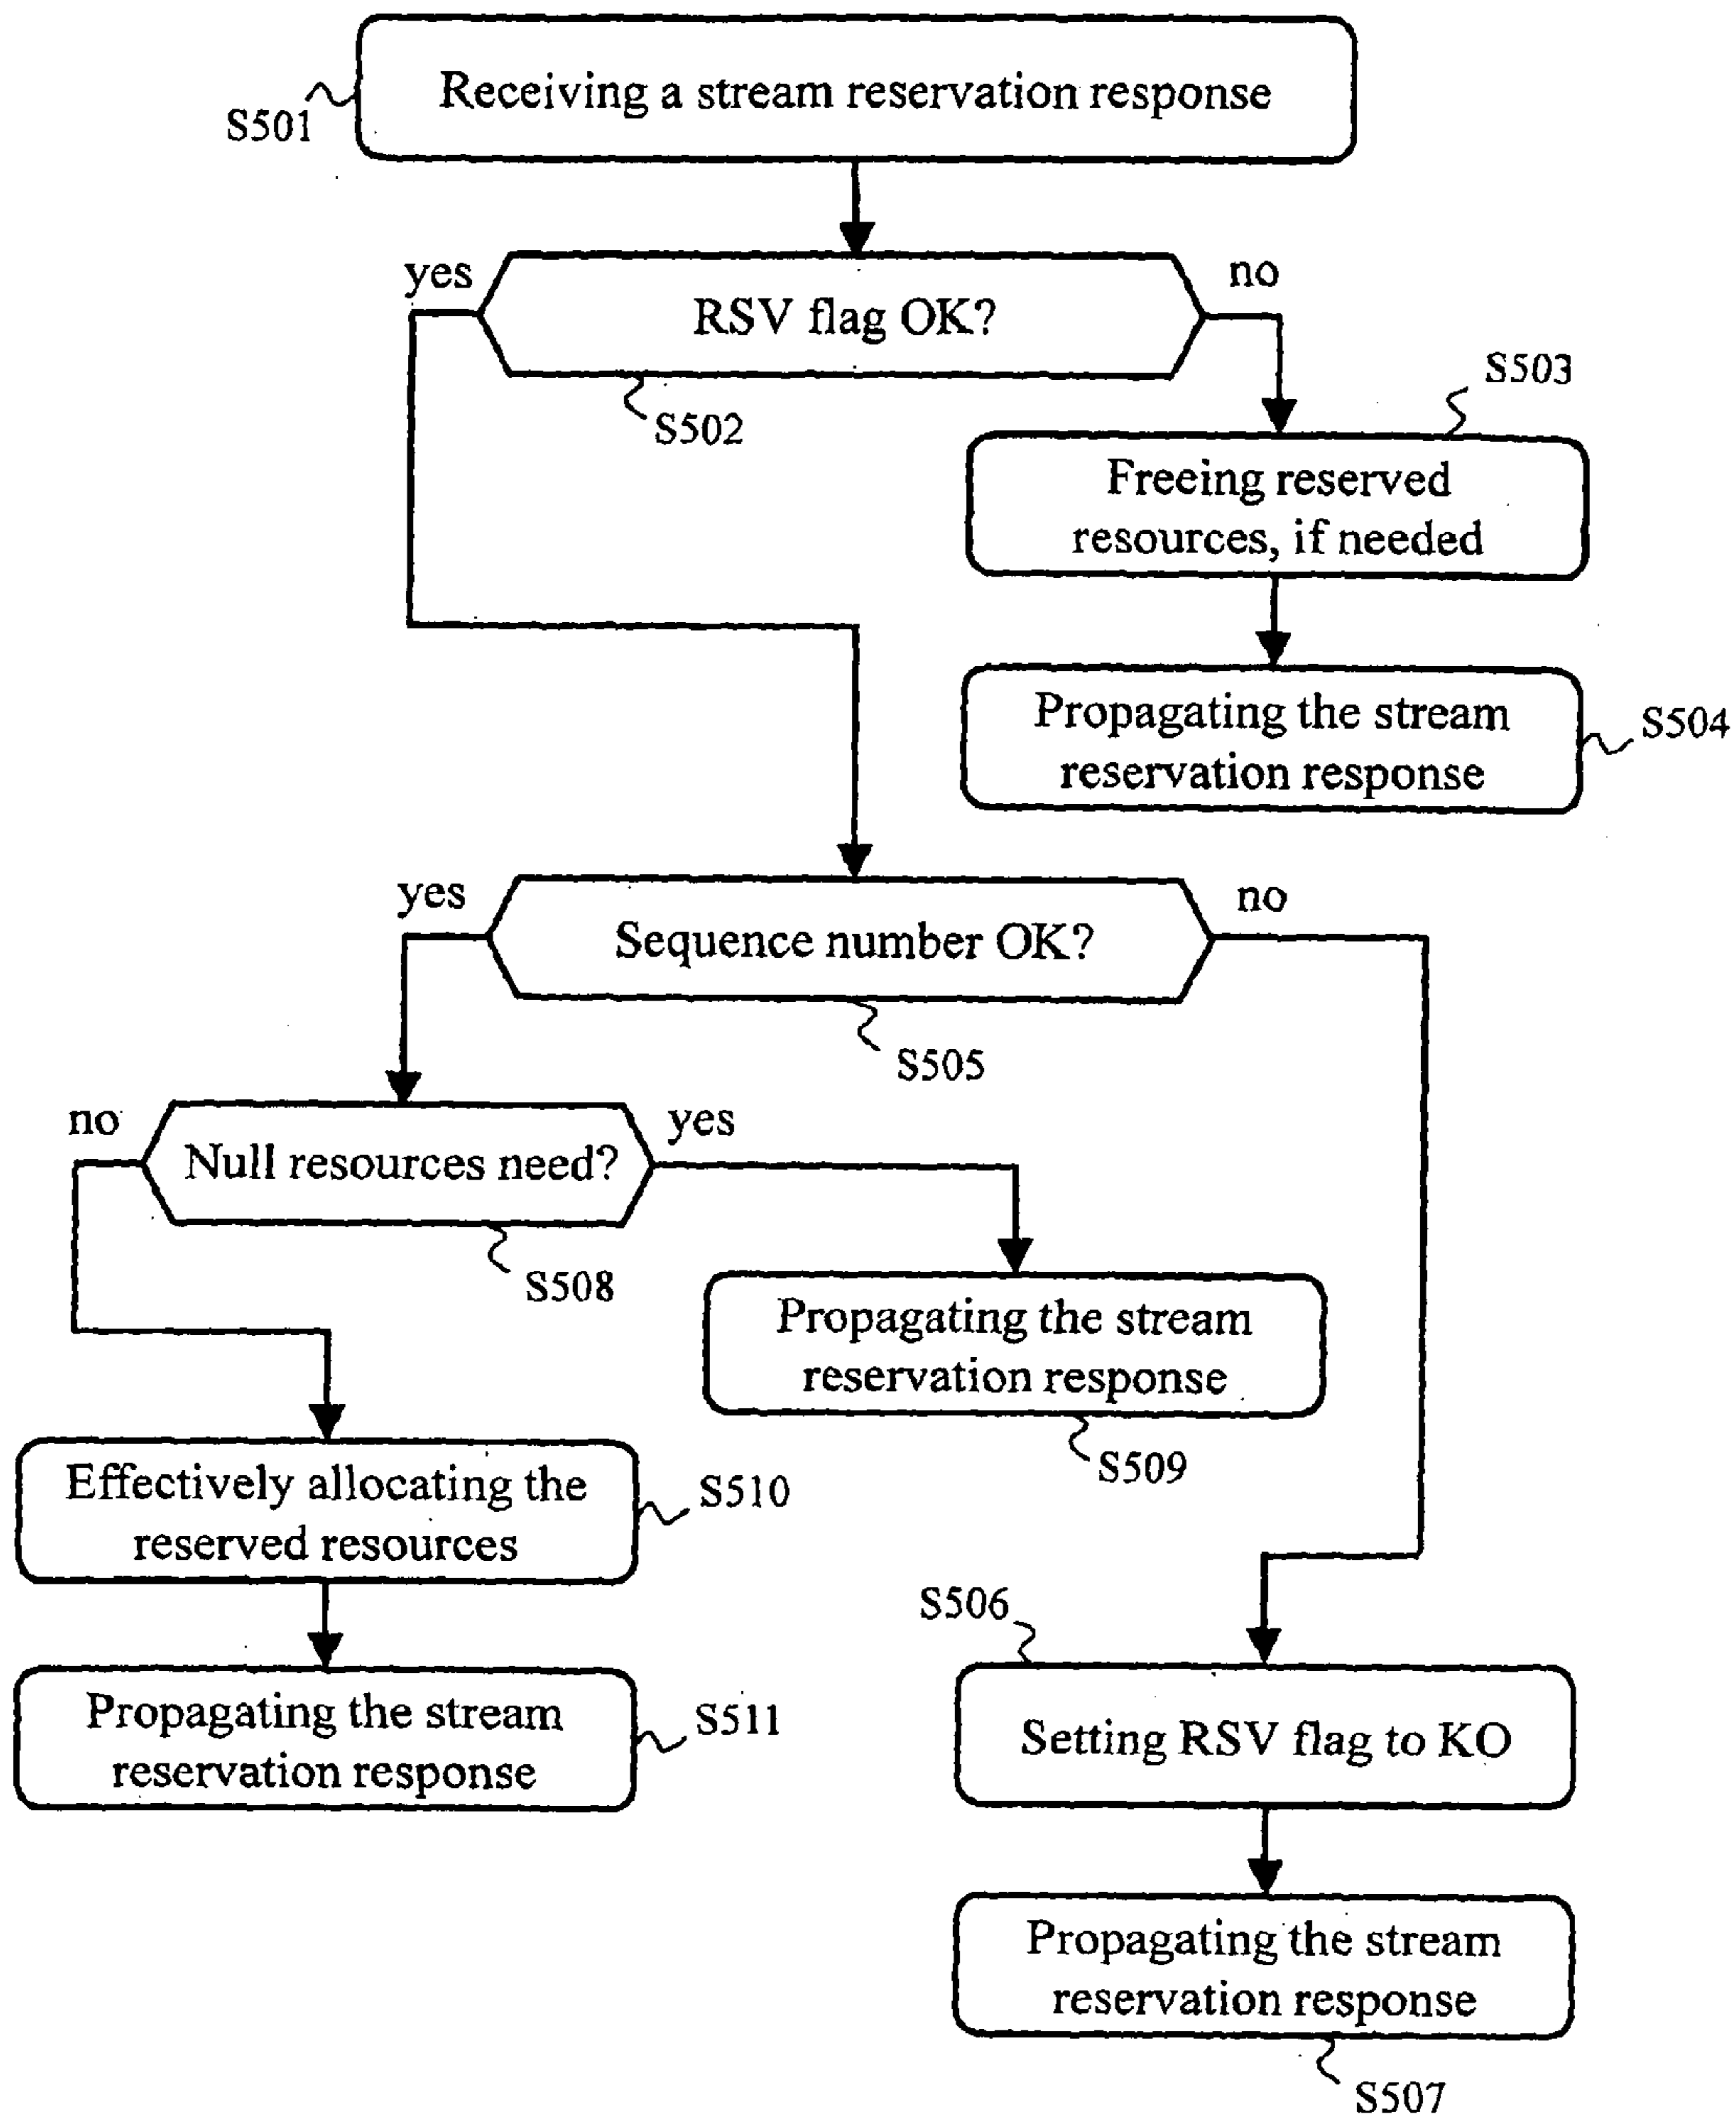 Receiving a stream reservation response
S501
yes
no
RSV flag OK?
S502
S503
Freeing reserved
resources, if needed
Propagating the stream
reservation response
S504
yes
no
Sequence number OK?
S505
no
yes
Null resources need?
S508
Propagating the stream
reservation response
S509
Effectively allocating the
reserved resources
S510
S506
Propagating the stream
reservation response
S511
Setting RSV flag to KO
Propagating the stream
reservation response
S507